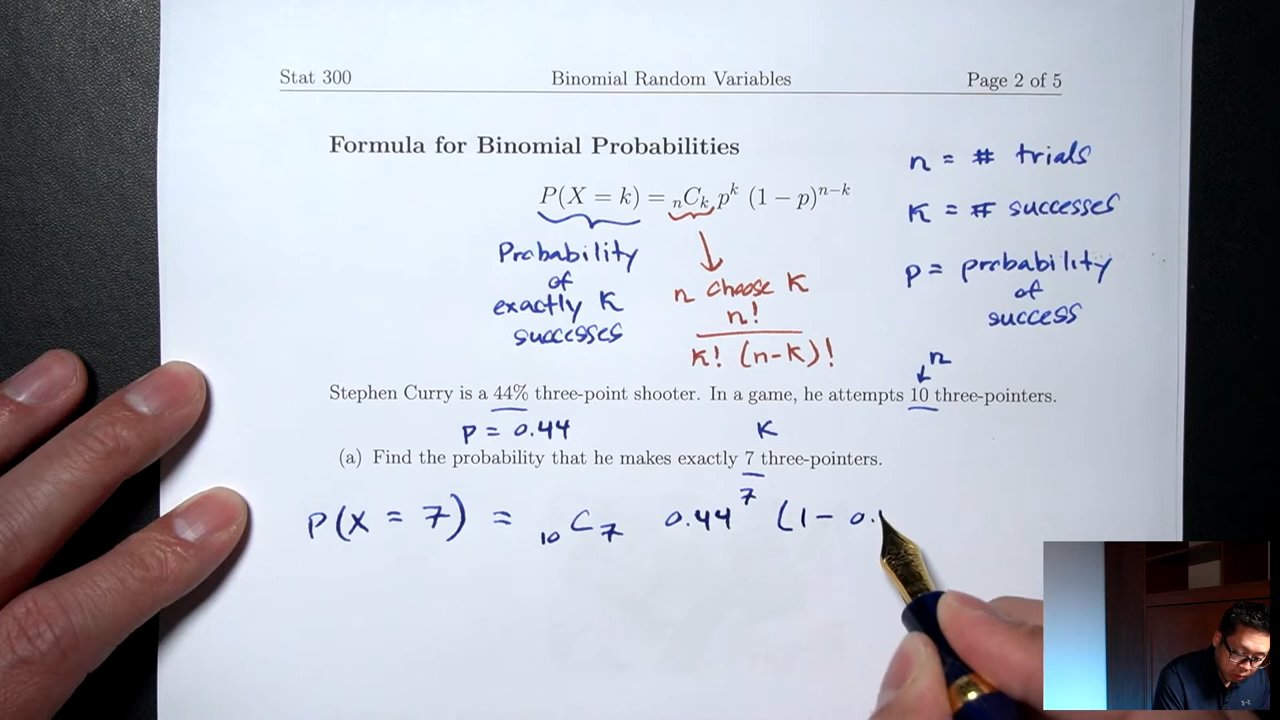 Stat 300 Binomial Random Variables Page 2 of 5
Formula for Binomial Probabilities
n = # trials
P(X = k) = nCk p^k (1 − p)^{n−k}
K = # successes
Probability
of
exactly K
successes
n choose K
n!
K! (n-K)!
p = probability
of
success
n
Stephen Curry is a 44% three-point shooter. In a game, he attempts 10 three-pointers.
p = 0.44
K
(a) Find the probability that he makes exactly 7 three-pointers.
P(X = 7) = 10C7 0.44^7 (1 - 0.